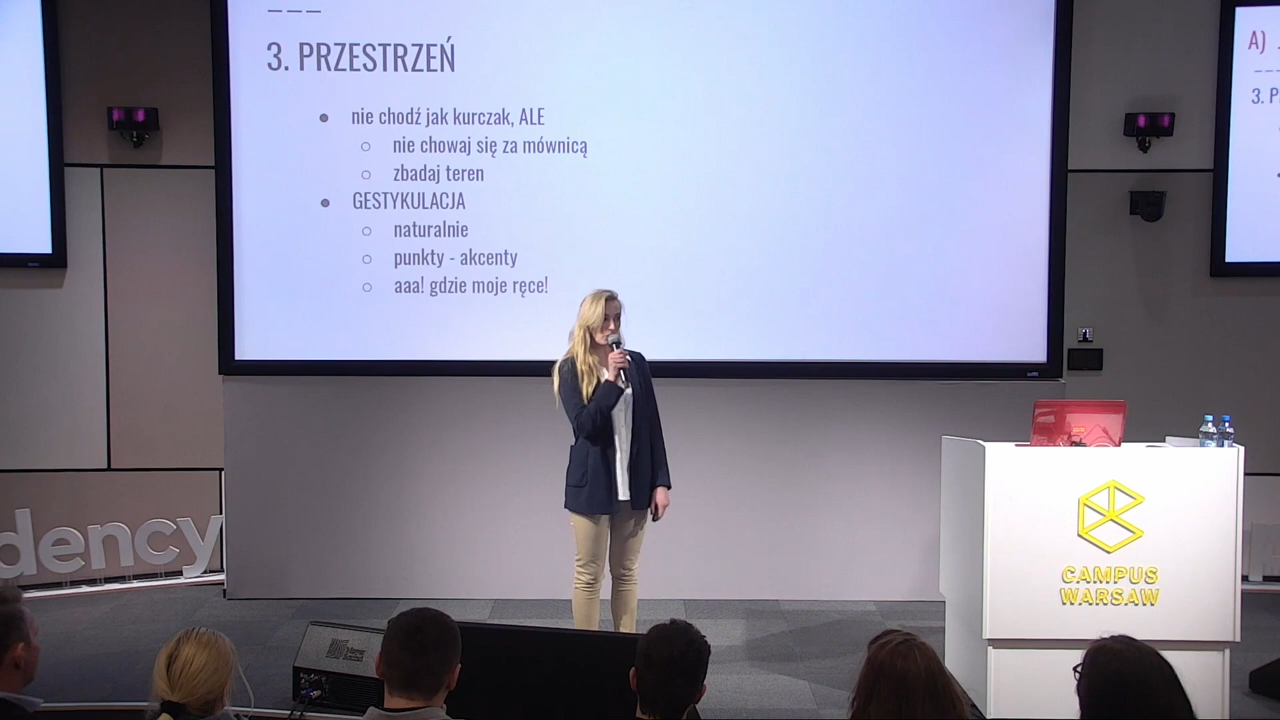 3. PRZESTRZEŃ
nie chodź jak kurczak, ALE
nie chowaj się za mównicą
zbadaj teren
GESTYKULACJA
naturalnie
punkty - akcenty
aaa! gdzie moje ręce!
A)
3. P
dency
CAMPUS
WARSAW